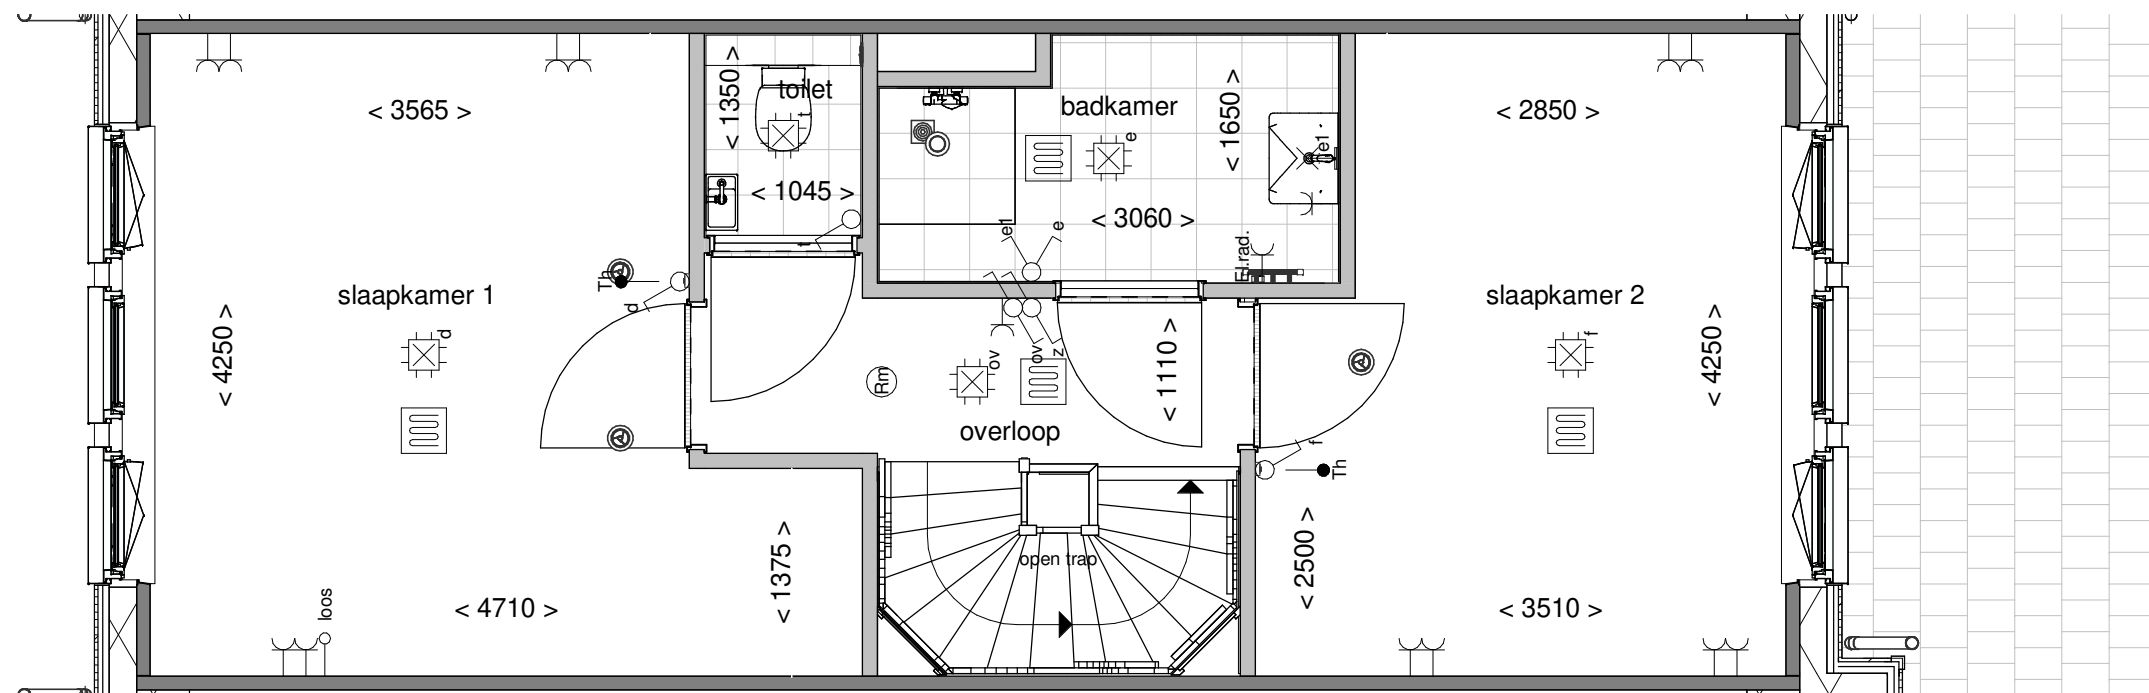 < 3565 >
< 1350 >
toilet
t
< 1045 >
t
badkamer
e
< 1650 >
e1
< 3060 >
e1
e
El.rad.
< 2850 >
Th
d
slaapkamer 1
d
< 4250 >
Rm
ov
ov
z
overloop
< 1110 >
slaapkamer 2
f
< 4250 >
f
Th
open trap
< 1375 >
< 2500 >
< 4710 >
loos
< 3510 >